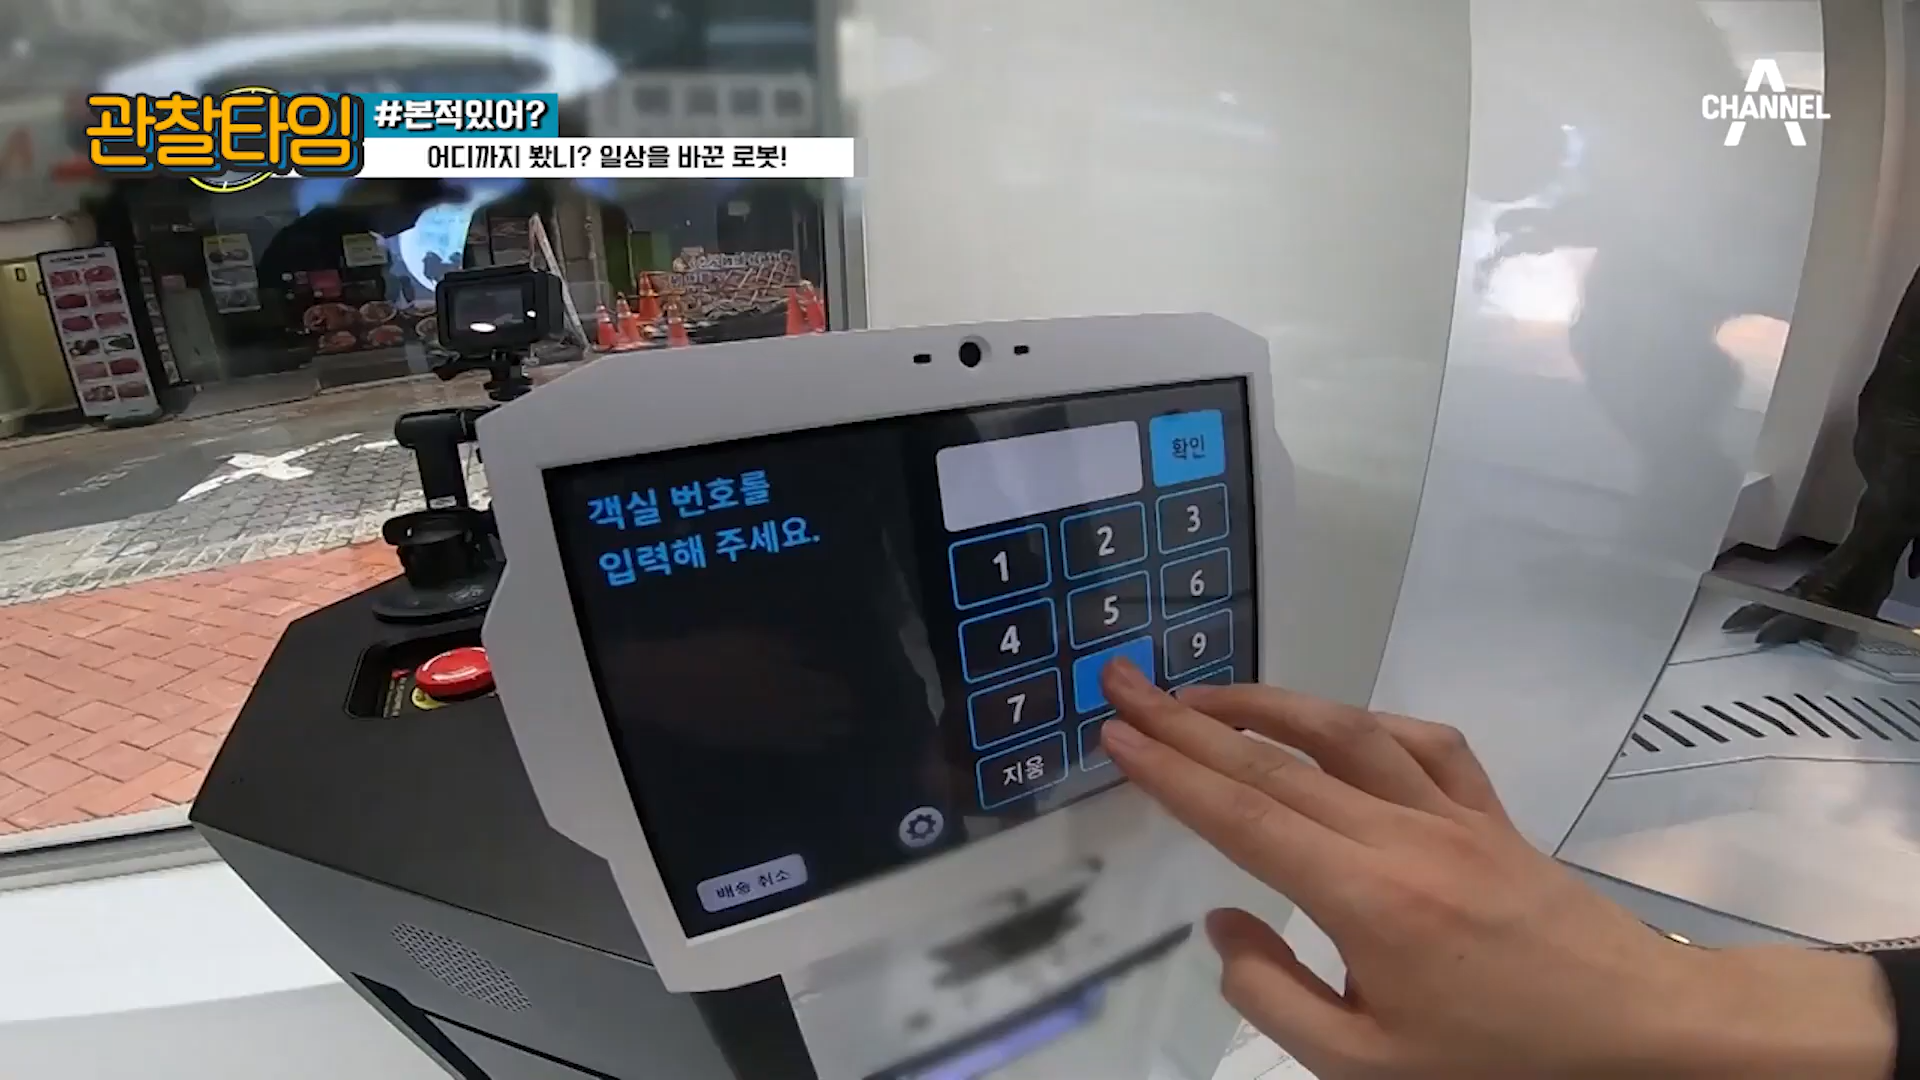 관찰타임
#본적있어?
어디까지 봤니? 일상을 바꾼 로봇!
CHANNEL A
객실 번호를
입력해 주세요.
확인
1 2 3
4 5 6
7 9
지움
배송 취소